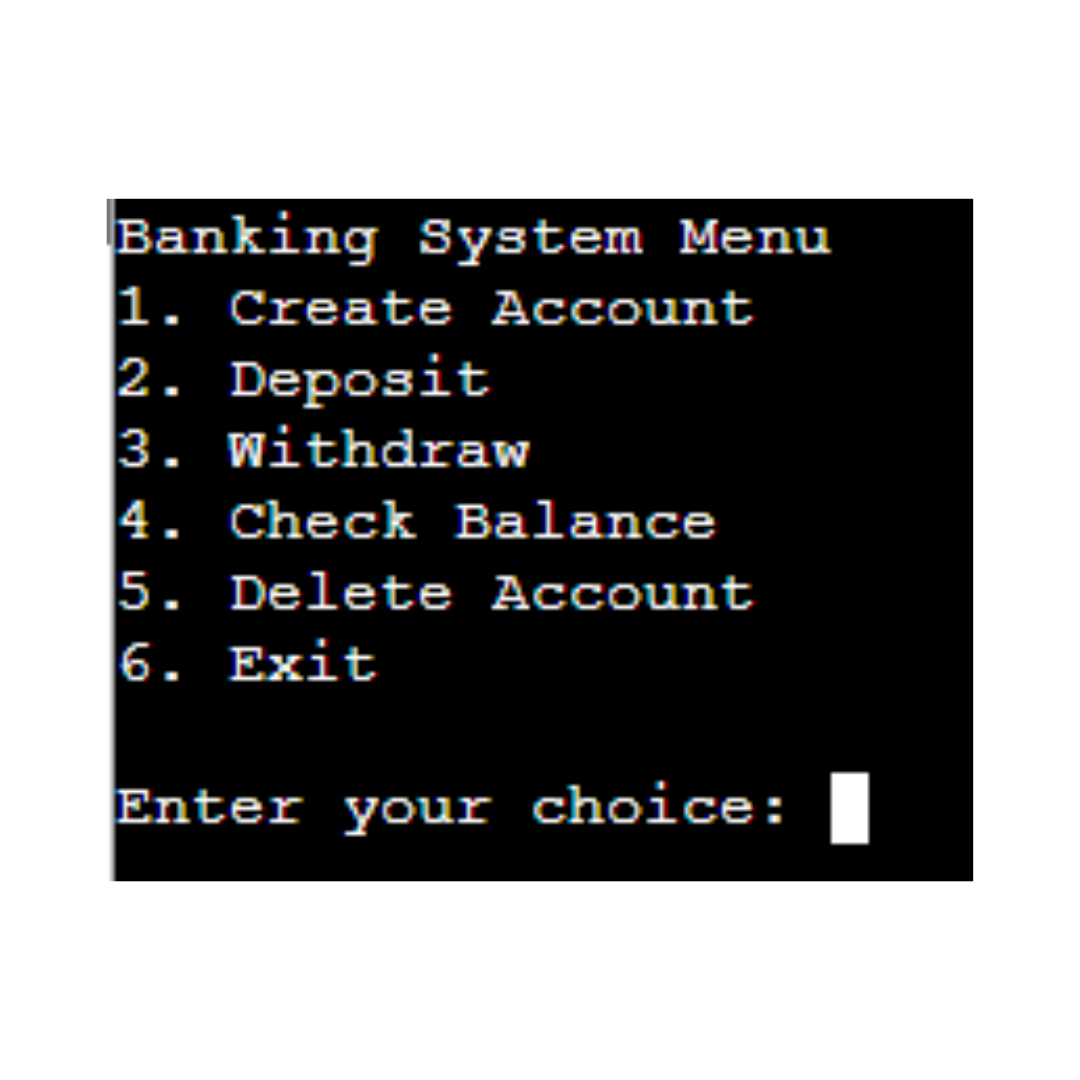 Banking System Menu
1. Create Account
2. Deposit
3. Withdraw
4. Check Balance
5. Delete Account
6. Exit
Enter your choice: